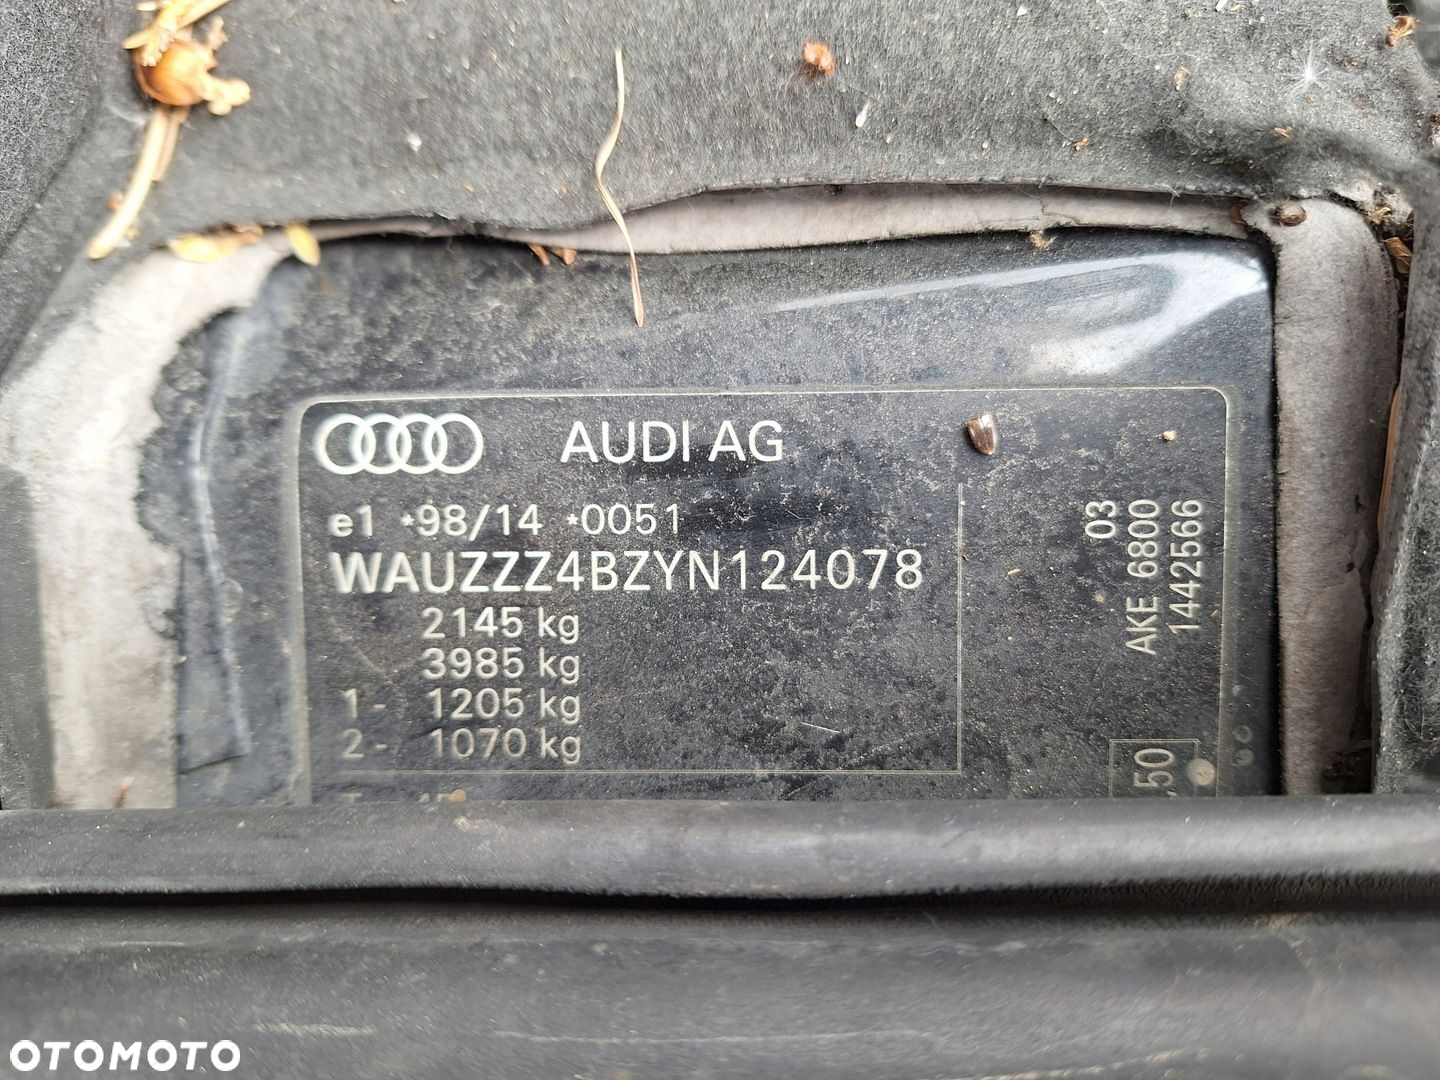 AUDI AG
e1 *98/14 *0051
WAUZZZ4BZYN124078
2145 kg
3985 kg
1- 1205 kg
2- 1070 kg
03
AKE 6800
1442566
,50
OTOMOTO